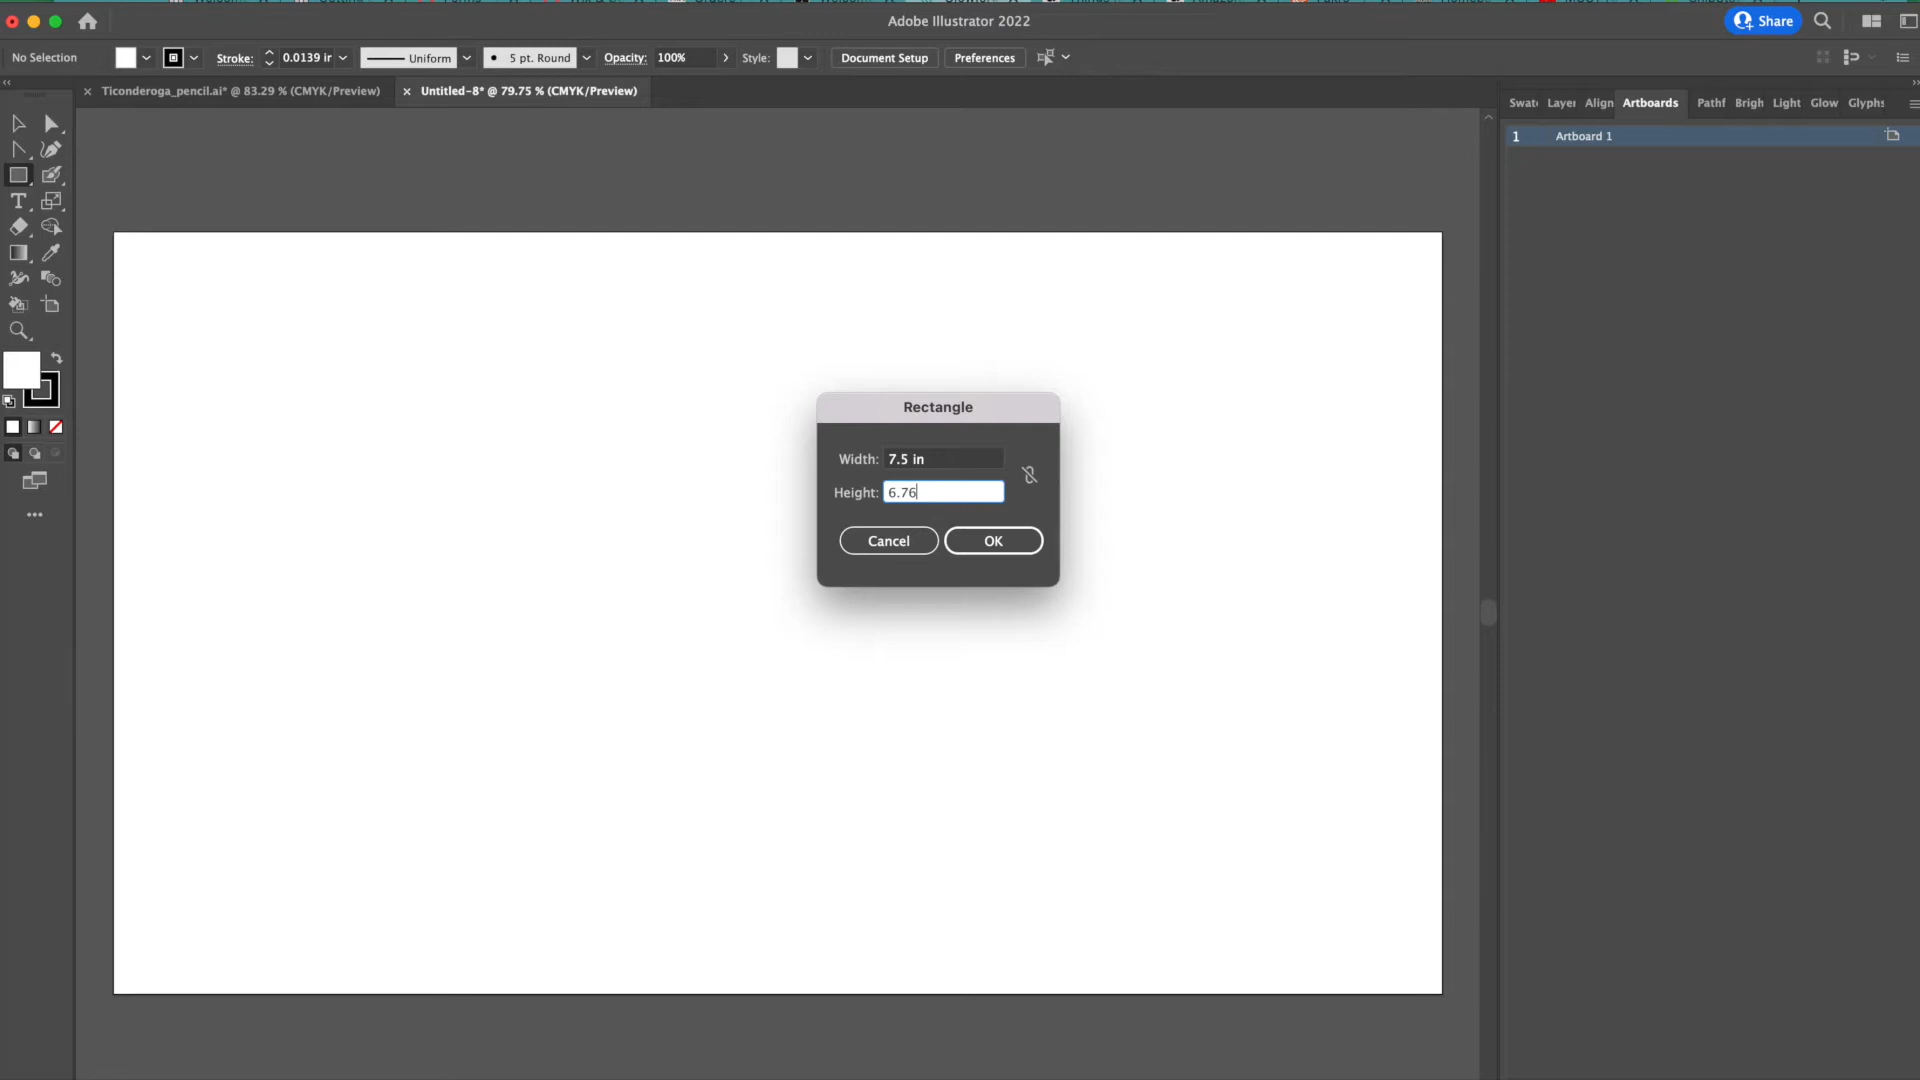 Adobe Illustrator 2022
Share
No Selection
Stroke:
0.0139 in
Uniform
5 pt. Round
Opacity:
100%
Style:
Document Setup
Preferences
Ticonderoga_pencil.ai* @ 83.29 % (CMYK/Preview)
Untitled-8* @ 79.75 % (CMYK/Preview)
Swat
Layer
Align
Artboards
Pathf
Brigh
Light
Glow
Glyphs
1
Artboard 1
Rectangle
Width: 7.5 in
Height: 6.76
Cancel
OK